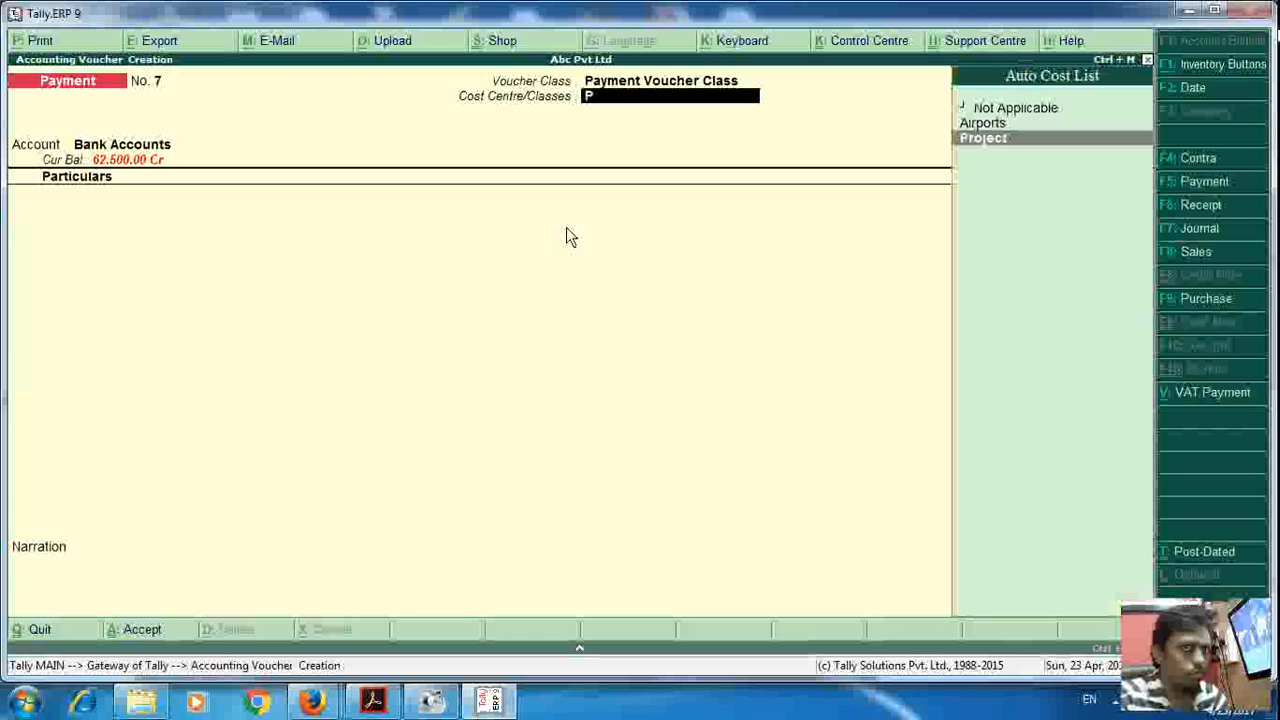 Tally.ERP 9
P: Print E: Export M: E-Mail O: Upload S: Shop G: Language K: Keyboard K: Control Centre H: Support Centre H: Help
Accounting Voucher Creation Abc Pvt Ltd Ctrl + M
Payment No. 7
Voucher Class : Payment Voucher Class
Cost Centre/Classes : P
Account : Bank Accounts
Cur Bal: 62,500.00 Cr
Particulars
Narration
Auto Cost List
Not Applicable
Airports
Project
Inventory Buttons
F2: Date
F4: Contra
F5: Payment
F6: Receipt
F7: Journal
Sales
F9: Purchase
V: VAT Payment
T: Post-Dated
Q: Quit A: Accept
Tally MAIN --> Gateway of Tally --> Accounting Voucher Creation (c) Tally Solutions Pvt. Ltd., 1988-2015 Sun, 23 Apr,
EN